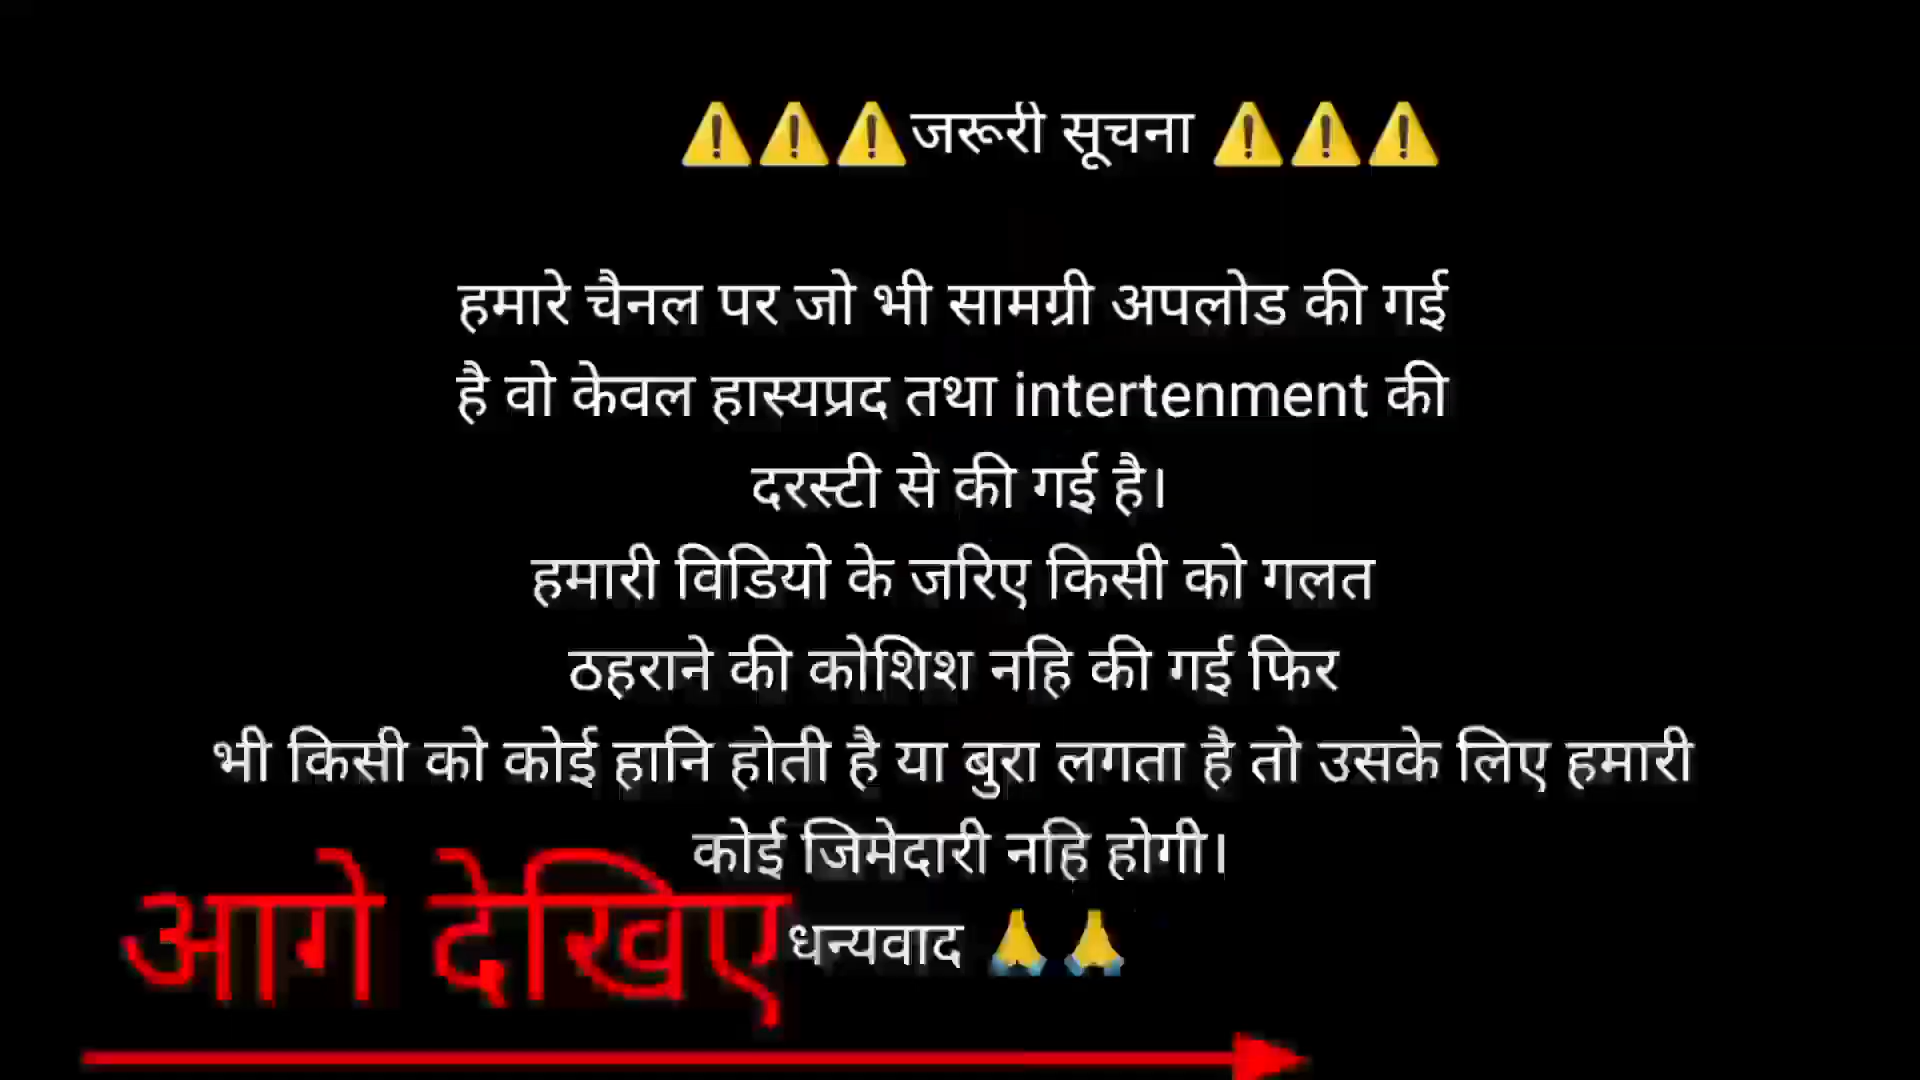 ⚠️⚠️⚠️जरूरी सूचना ⚠️⚠️⚠️
हमारे चैनल पर जो भी सामग्री अपलोड की गई
है वो केवल हास्यप्रद तथा intertenment की
दरस्टी से की गई है।
हमारी विडियो के जरिए किसी को गलत
ठहराने की कोशिश नहि की गई फिर
भी किसी को कोई हानि होती है या बुरा लगता है तो उसके लिए हमारी
कोई जिमेदारी नहि होगी।
धन्यवाद 🙏🙏
आगे देखिए